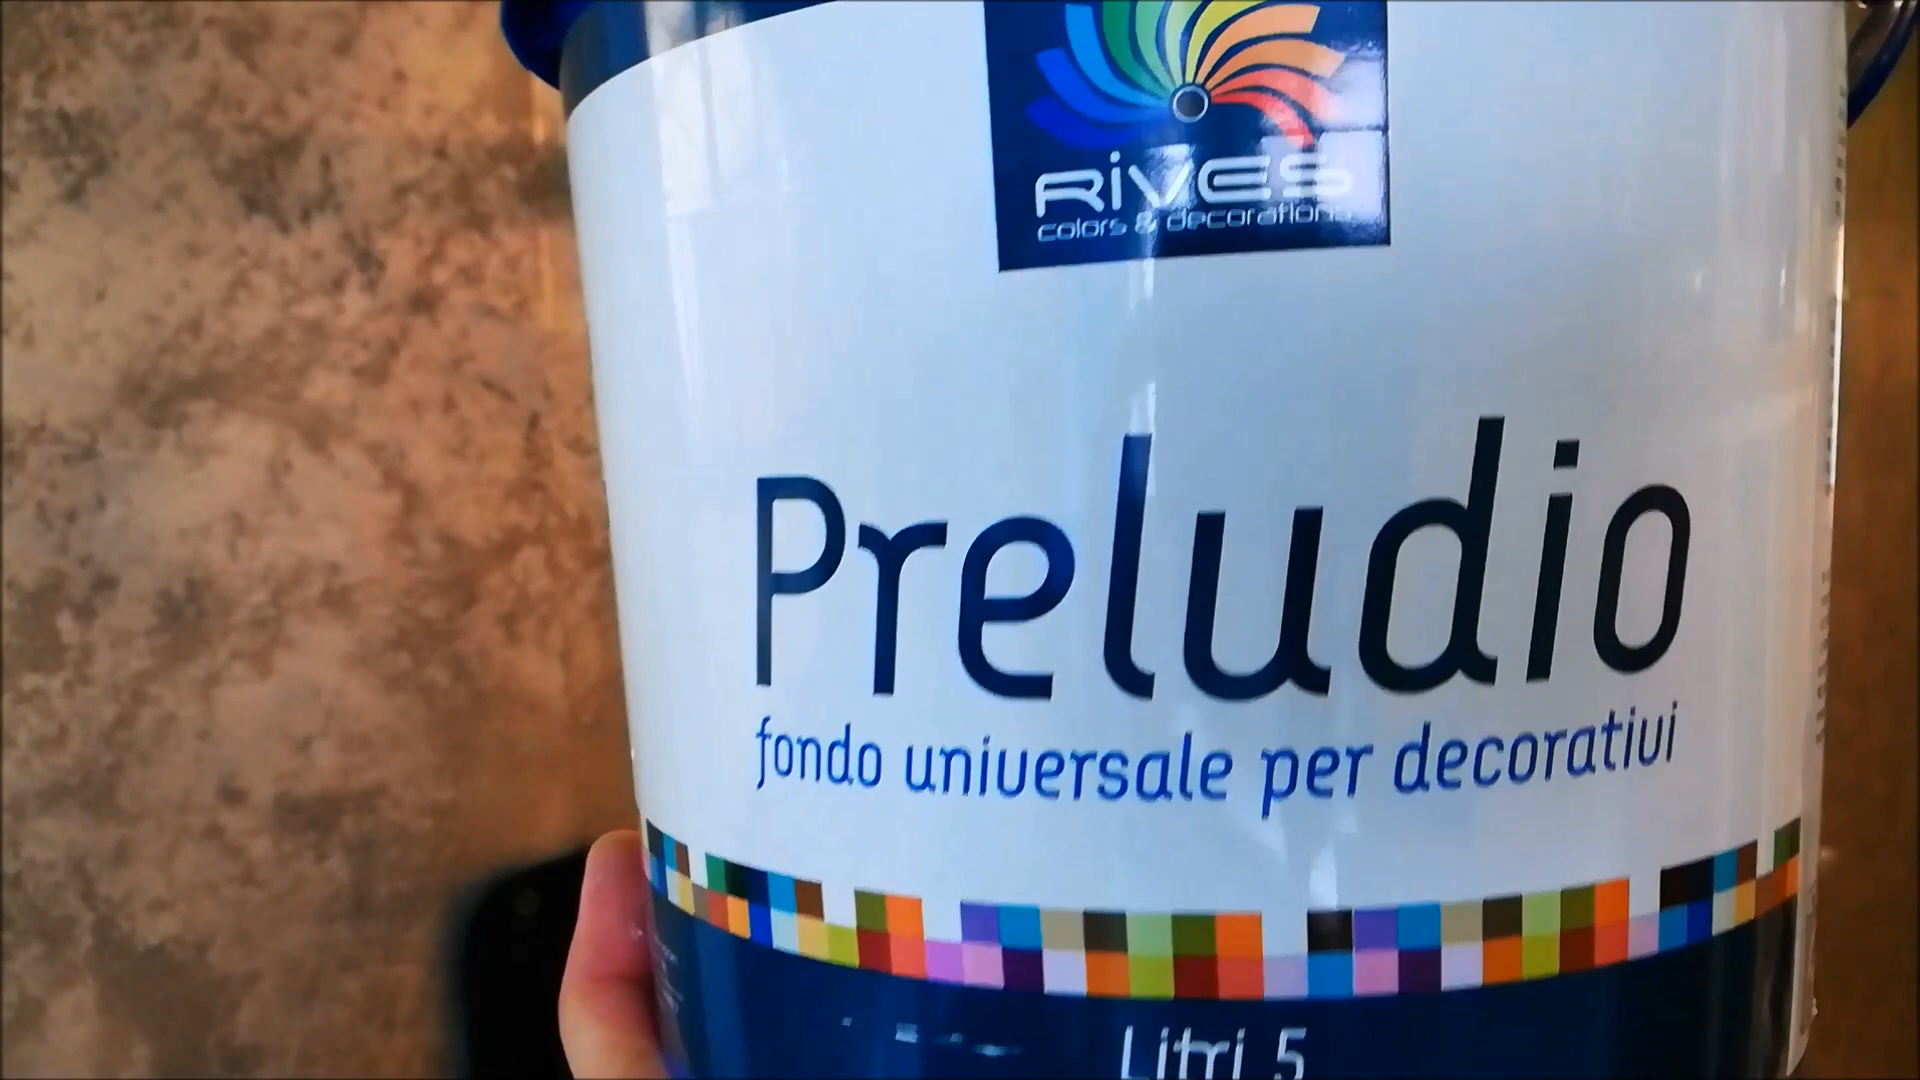 RiVES
colors & decorations
Preludio
fondo universale per decorativi
Litri 5